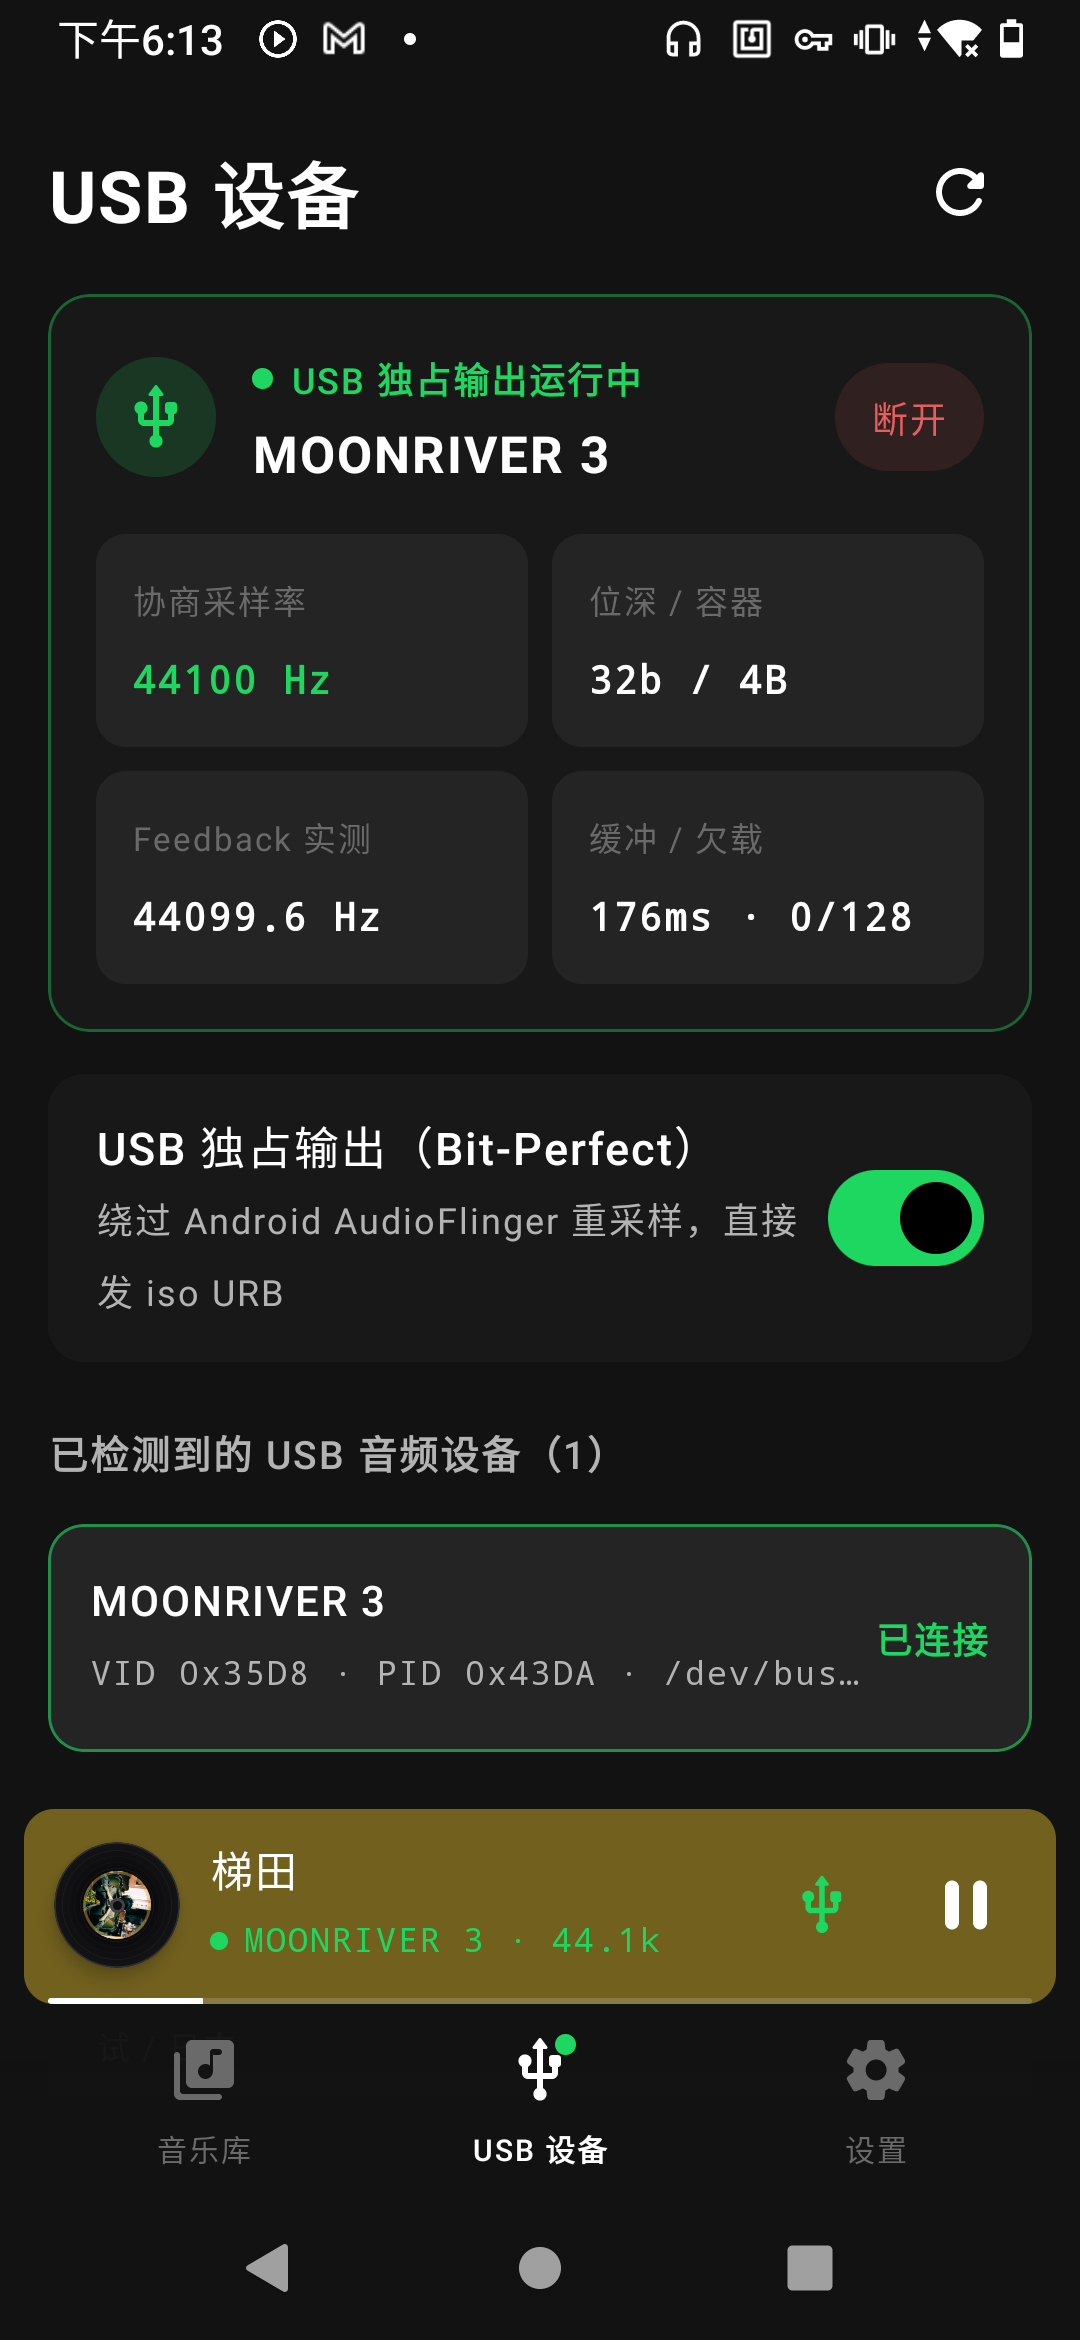 下午6:13
USB 设备
USB 独占输出运行中
MOONRIVER 3
断开
协商采样率
44100 Hz
位深 / 容器
32b / 4B
Feedback 实测
44099.6 Hz
缓冲 / 欠载
176ms · 0/128
USB 独占输出（Bit-Perfect）
绕过 Android AudioFlinger 重采样，直接
发 iso URB
已检测到的 USB 音频设备（1）
MOONRIVER 3
VID 0x35D8 · PID 0x43DA · /dev/bus…
已连接
梯田
MOONRIVER 3 · 44.1k
试 /
音乐库
USB 设备
设置